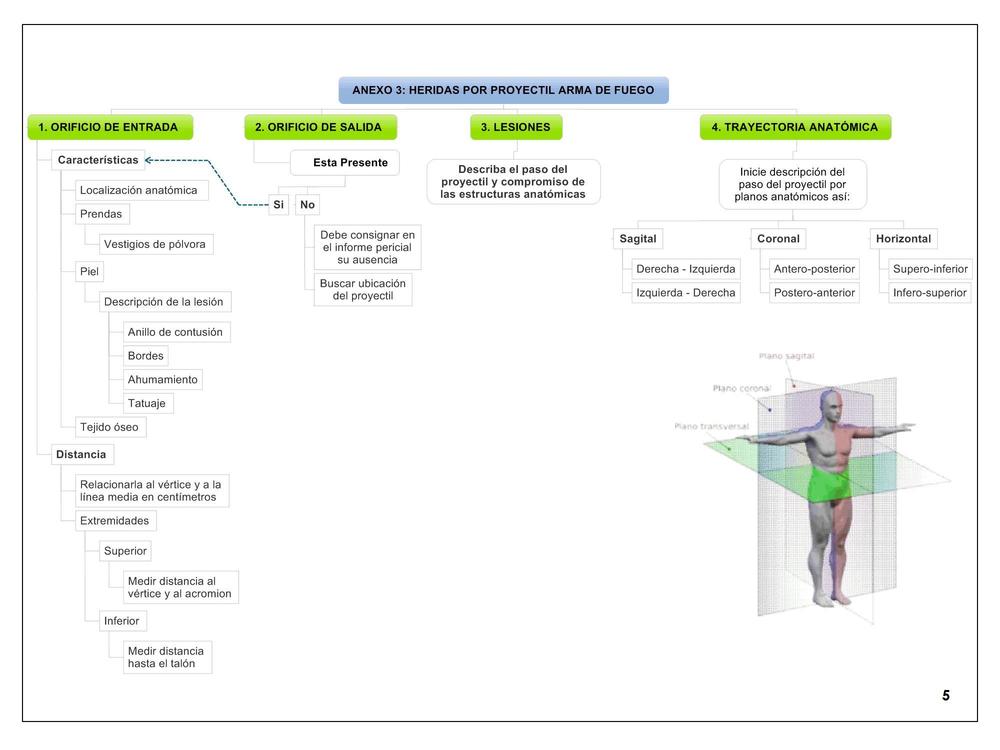 ANEXO 3: HERIDAS POR PROYECTIL ARMA DE FUEGO
1. ORIFICIO DE ENTRADA
Características
Localización anatómica
Prendas
Vestigios de pólvora
Piel
Descripción de la lesión
Anillo de contusión
Bordes
Ahumamiento
Tatuaje
Tejido óseo
Distancia
Relacionarla al vértice y a la
línea media en centímetros
Extremidades
Superior
Medir distancia al
vértice y al acromion
Inferior
Medir distancia
hasta el talón
2. ORIFICIO DE SALIDA
Esta Presente
Si
No
Debe consignar en
el informe pericial
su ausencia
Buscar ubicación
del proyectil
3. LESIONES
Describa el paso del
proyectil y compromiso de
las estructuras anatómicas
4. TRAYECTORIA ANATÓMICA
Inicie descripción del
paso del proyectil por
planos anatómicos así:
Sagital
Derecha - Izquierda
Izquierda - Derecha
Coronal
Antero-posterior
Postero-anterior
Horizontal
Supero-inferior
Infero-superior
Plano sagital
Plano coronal
Plano transversal
5